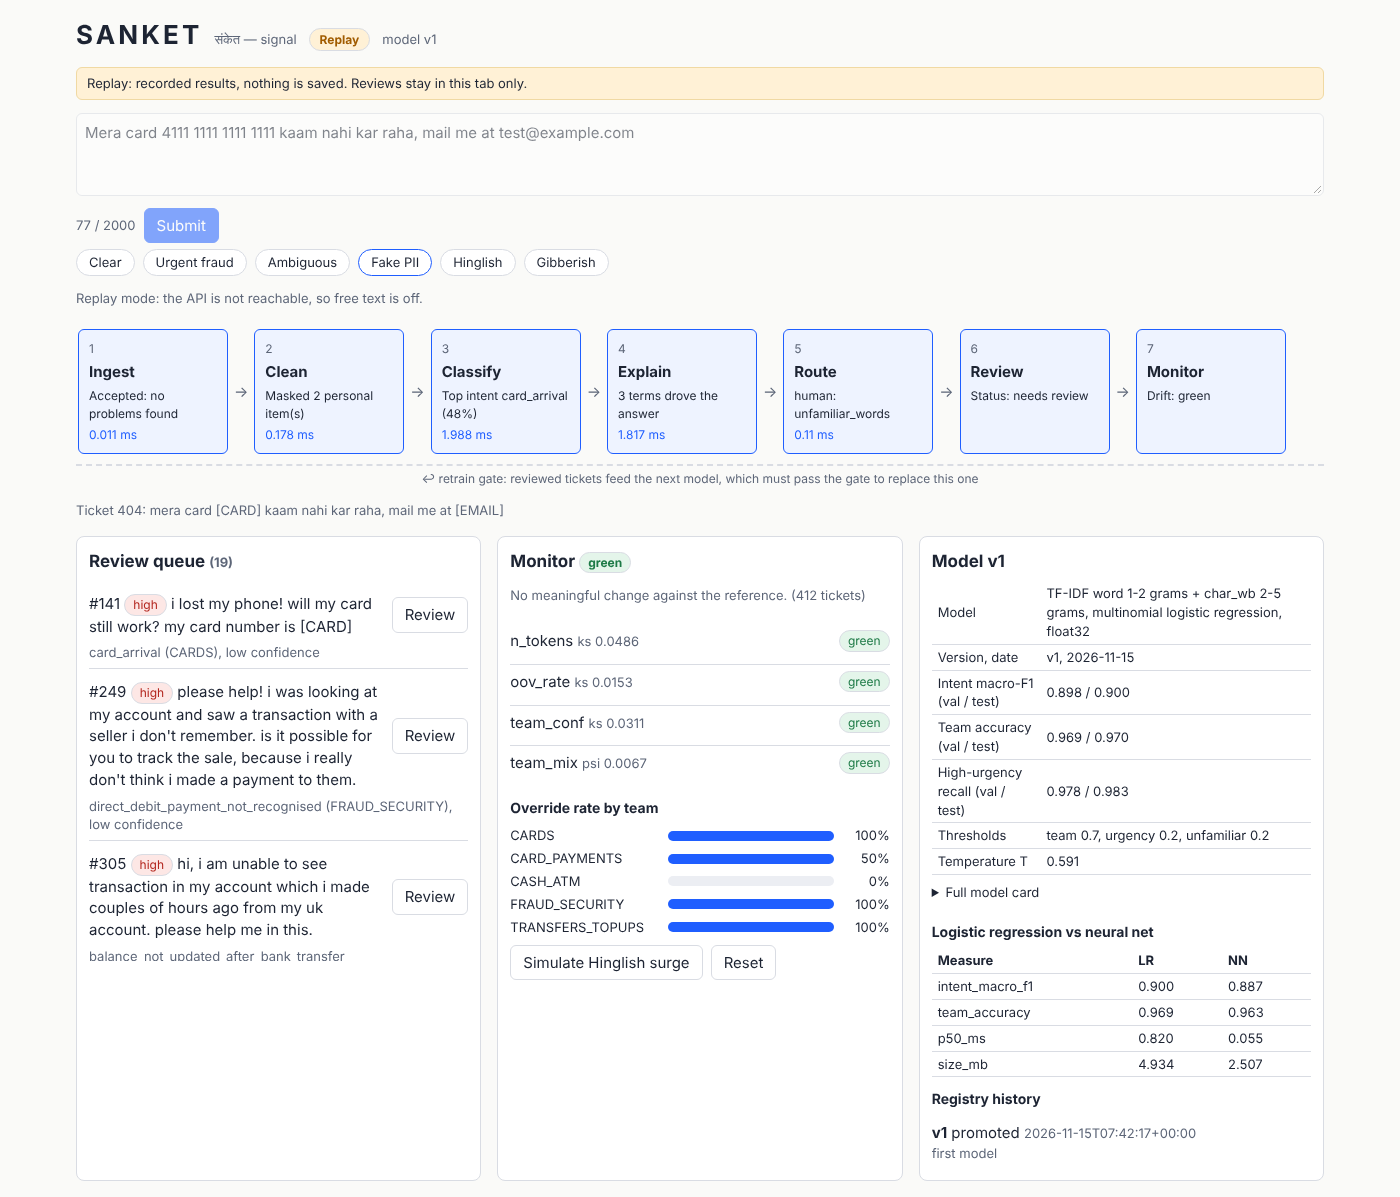 SANKET संकेत — signal Replay model v1
Replay: recorded results, nothing is saved. Reviews stay in this tab only.
Mera card 4111 1111 1111 1111 kaam nahi kar raha, mail me at test@example.com
77 / 2000 Submit
Clear Urgent fraud Ambiguous Fake PII Hinglish Gibberish
Replay mode: the API is not reachable, so free text is off.
1
Ingest
Accepted: no
problems found
0.011 ms
→
2
Clean
Masked 2 personal
item(s)
0.178 ms
→
3
Classify
Top intent card_arrival
(48%)
1.988 ms
→
4
Explain
3 terms drove the
answer
1.817 ms
→
5
Route
human:
unfamiliar_words
0.11 ms
→
6
Review
Status: needs review
→
7
Monitor
Drift: green
↩ retrain gate: reviewed tickets feed the next model, which must pass the gate to replace this one
Ticket 404: mera card [CARD] kaam nahi kar raha, mail me at [EMAIL]
Review queue (19)
#141 high i lost my phone! will my card
still work? my card number is [CARD]
Review
card_arrival (CARDS), low confidence
#249 high please help! i was looking at
my account and saw a transaction with a
seller i don't remember. is it possible for
you to track the sale, because i really
don't think i made a payment to them.
Review
direct_debit_payment_not_recognised (FRAUD_SECURITY),
low confidence
#305 high hi, i am unable to see
transaction in my account which i made
couples of hours ago from my uk
account. please help me in this.
Review
balance_not_updated_after_bank_transfer
Monitor green
No meaningful change against the reference. (412 tickets)
n_tokens ks 0.0486 green
oov_rate ks 0.0153 green
team_conf ks 0.0311 green
team_mix psi 0.0067 green
Override rate by team
CARDS 100%
CARD_PAYMENTS 50%
CASH_ATM 0%
FRAUD_SECURITY 100%
TRANSFERS_TOPUPS 100%
Simulate Hinglish surge Reset
Model v1
Model
TF-IDF word 1-2 grams + char_wb 2-5
grams, multinomial logistic regression,
float32
Version, date v1, 2026-11-15
Intent macro-F1
(val / test)
0.898 / 0.900
Team accuracy
(val / test)
0.969 / 0.970
High-urgency
recall (val /
test)
0.978 / 0.983
Thresholds team 0.7, urgency 0.2, unfamiliar 0.2
Temperature T 0.591
▶ Full model card
Logistic regression vs neural net
Measure LR NN
intent_macro_f1 0.900 0.887
team_accuracy 0.969 0.963
p50_ms 0.820 0.055
size_mb 4.934 2.507
Registry history
v1 promoted 2026-11-15T07:42:17+00:00
first model